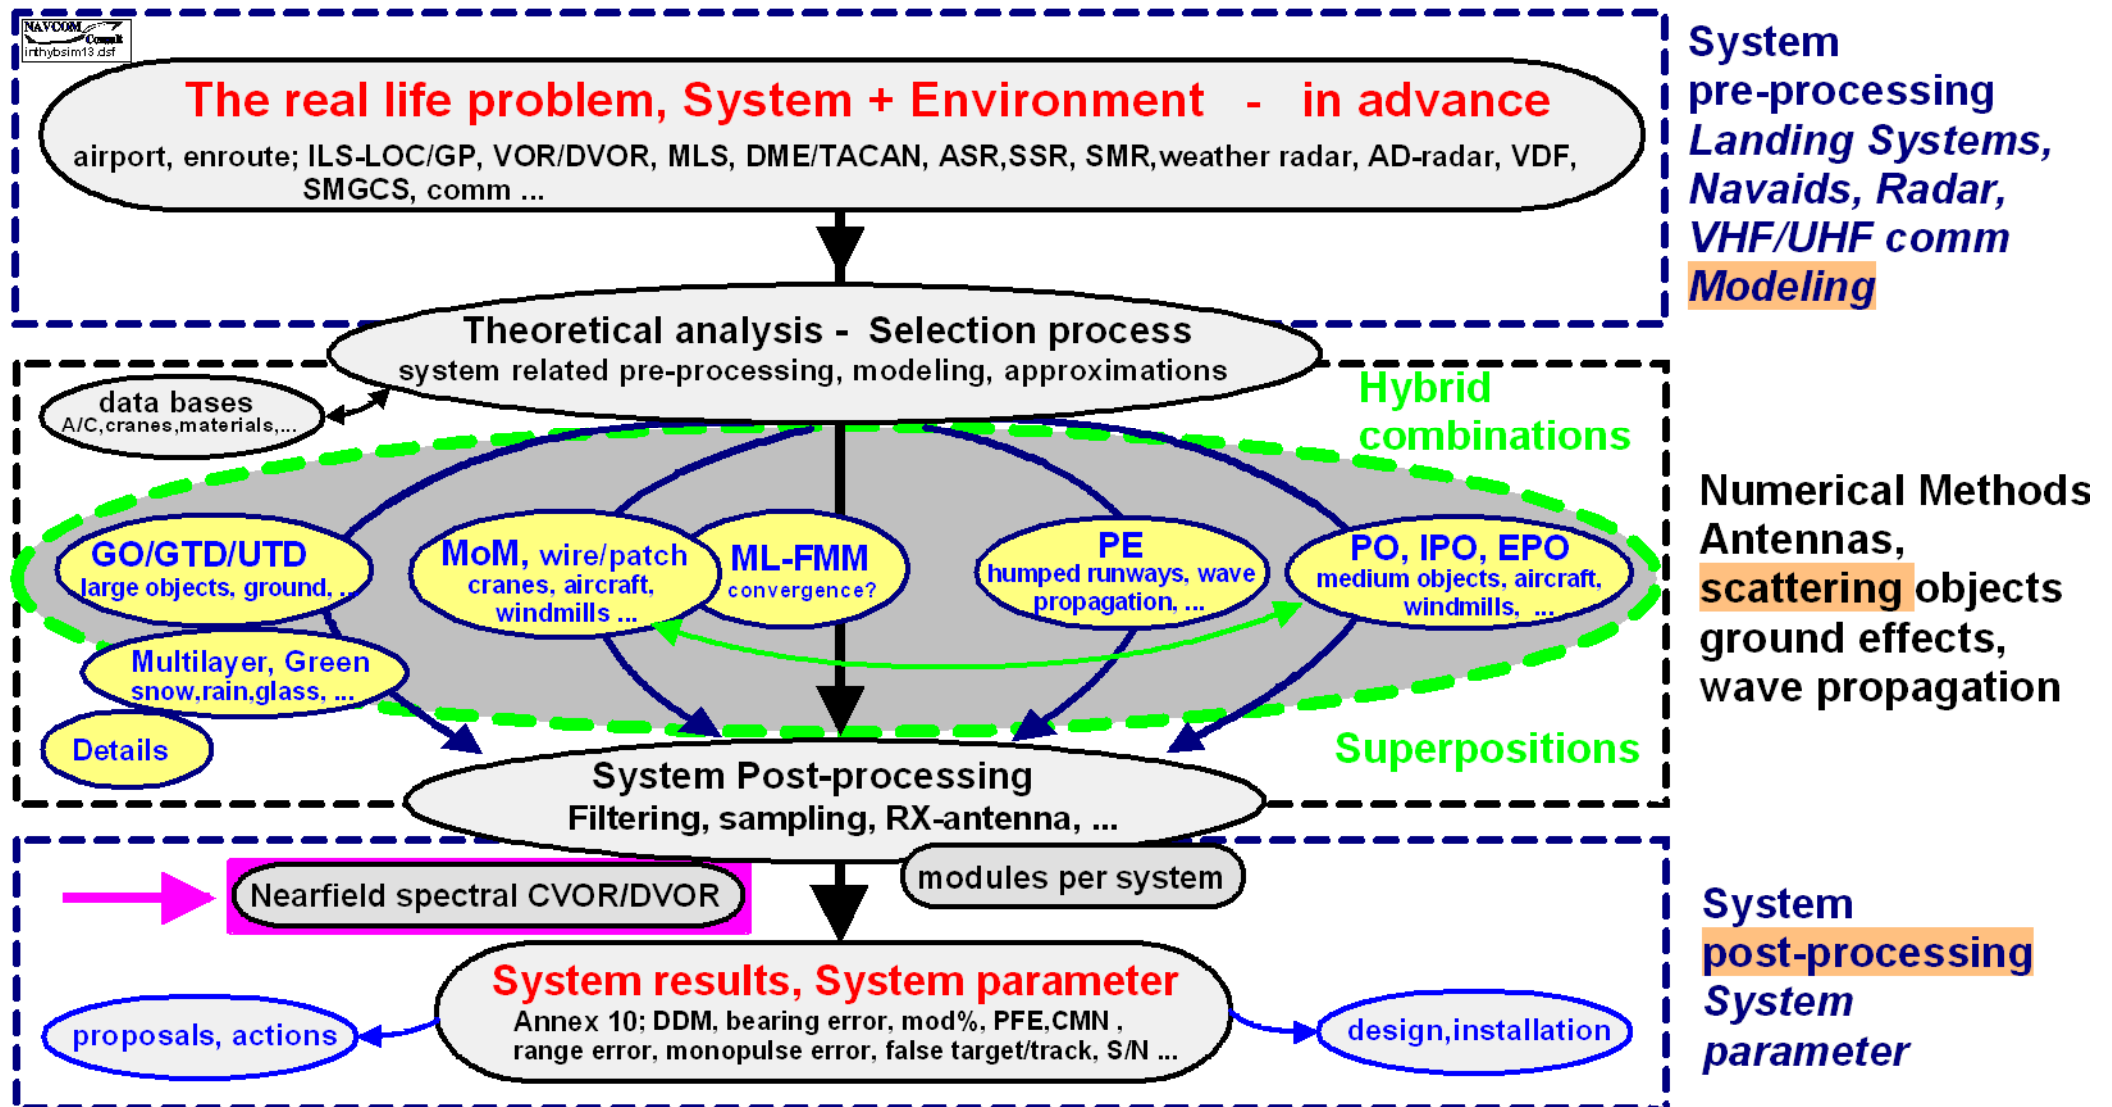 NAVCOM
Consult
inthybsim13.dsf
The real life problem, System + Environment - in advance
airport, enroute; ILS-LOC/GP, VOR/DVOR, MLS, DME/TACAN, ASR,SSR, SMR,weather radar, AD-radar, VDF,
SMGCS, comm ...
System
pre-processing
Landing Systems,
Navaids, Radar,
VHF/UHF comm
Modeling
Theoretical analysis - Selection process
system related pre-processing, modeling, approximations
data bases
A/C,cranes,materials,...
Hybrid
combinations
GO/GTD/UTD
large objects, ground, ..
MoM, wire/patch
cranes, aircraft,
windmills ...
ML-FMM
convergence?
PE
humped runways, wave
propagation, ...
PO, IPO, EPO
medium objects, aircraft,
windmills, ...
Multilayer, Green
snow,rain,glass, ...
Details
Superpositions
Numerical Methods
Antennas,
scattering objects
ground effects,
wave propagation
System Post-processing
Filtering, sampling, RX-antenna, ...
Nearfield spectral CVOR/DVOR
modules per system
System results, System parameter
Annex 10; DDM, bearing error, mod%, PFE,CMN ,
range error, monopulse error, false target/track, S/N ...
proposals, actions
design,installation
System
post-processing
System
parameter